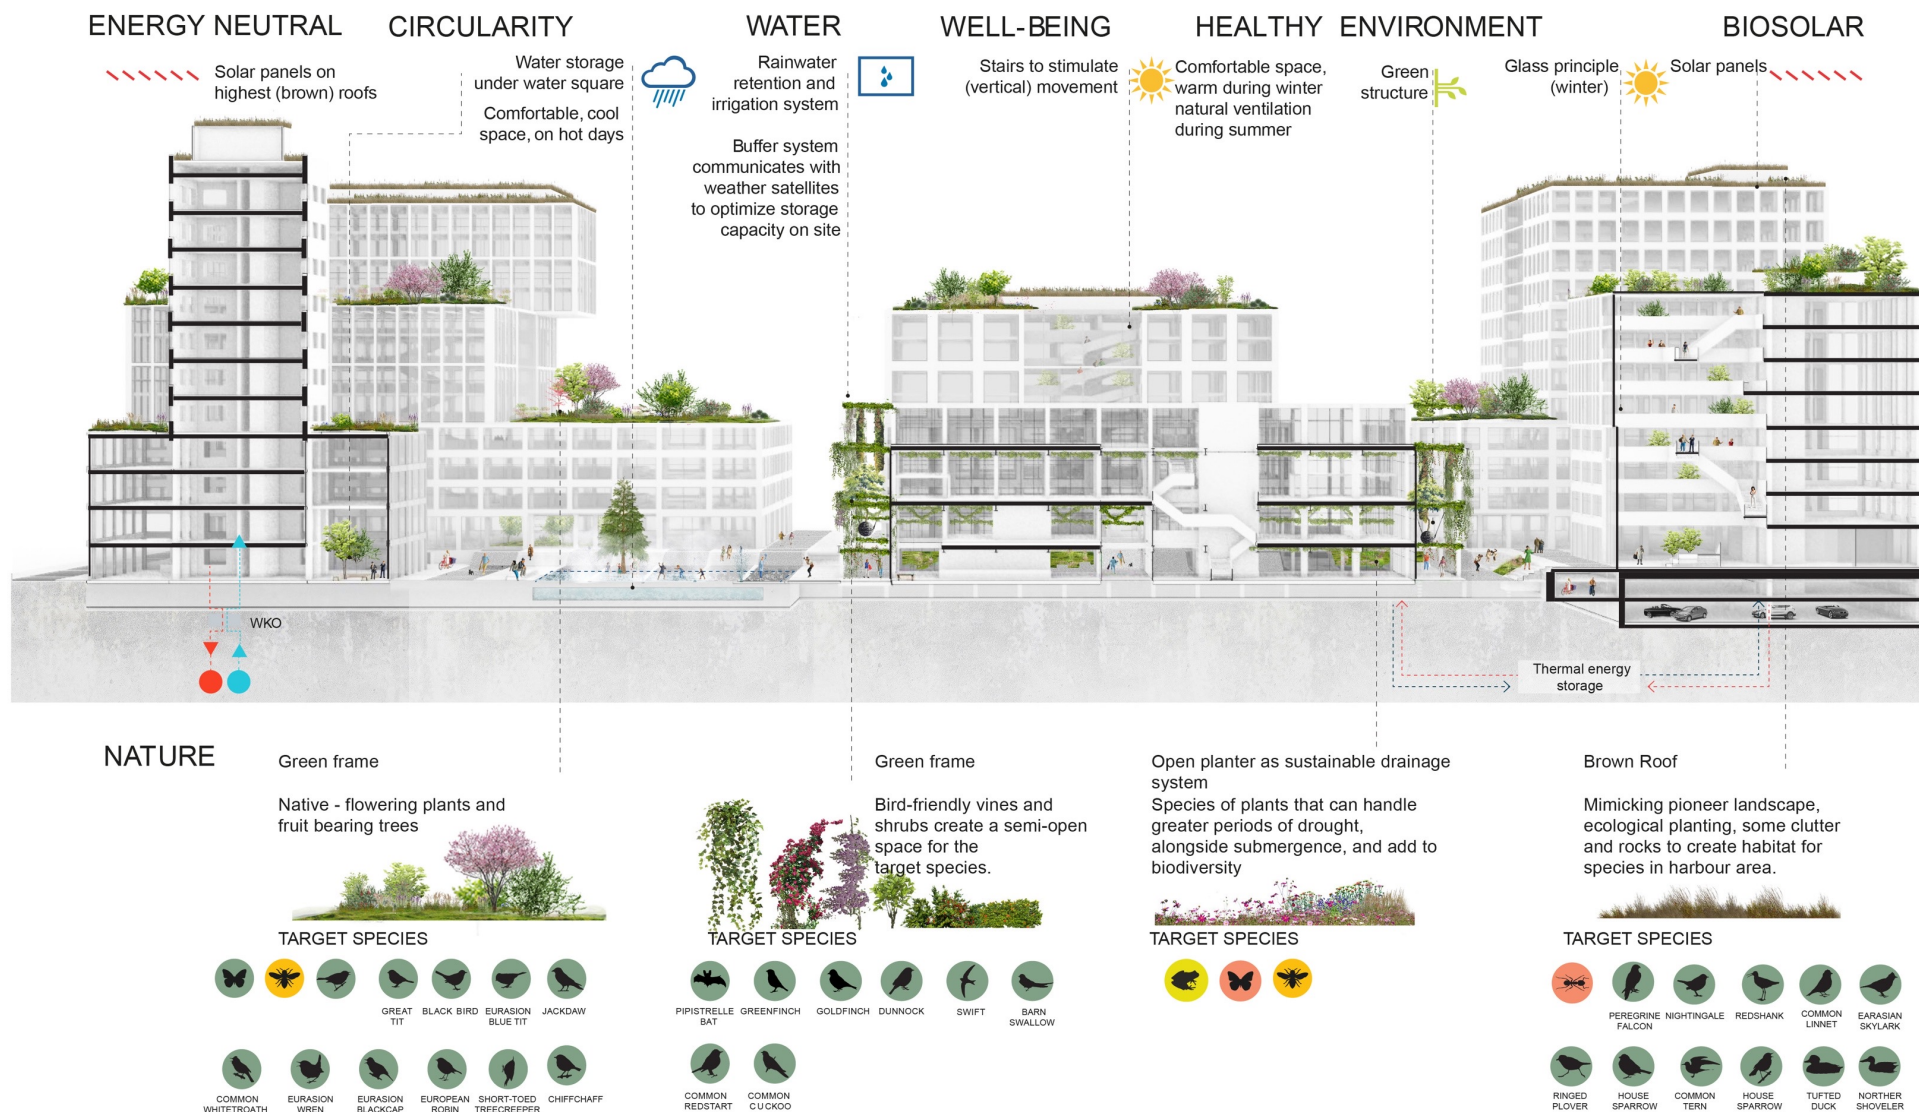 ENERGY NEUTRAL
CIRCULARITY
WATER
WELL-BEING
HEALTHY ENVIRONMENT
BIOSOLAR
Solar panels on
highest (brown) roofs
Water storage
under water square
Comfortable, cool
space, on hot days
Rainwater
retention and
irrigation system
Buffer system
communicates with
weather satellites
to optimize storage
capacity on site
Stairs to stimulate
(vertical) movement
Comfortable space,
warm during winter
natural ventilation
during summer
Green
structure
Glass principle
(winter)
Solar panels
WKO
Thermal energy
storage
NATURE
Green frame
Native - flowering plants and
fruit bearing trees
TARGET SPECIES
GREAT
TIT
BLACK BIRD
EURASION
BLUE TIT
JACKDAW
COMMON
WHITETROATH
EURASION
WREN
EURASION
BLACKCAP
EUROPEAN
ROBIN
SHORT-TOED
TREECREEPER
CHIFFCHAFF
Green frame
Bird-friendly vines and
shrubs create a semi-open
space for the
target species.
TARGET SPECIES
PIPISTRELLE
BAT
GREENFINCH
GOLDFINCH
DUNNOCK
SWIFT
BARN
SWALLOW
COMMON
REDSTART
COMMON
CUCKOO
Open planter as sustainable drainage
system
Species of plants that can handle
greater periods of drought,
alongside submergence, and add to
biodiversity
TARGET SPECIES
Brown Roof
Mimicking pioneer landscape,
ecological planting, some clutter
and rocks to create habitat for
species in harbour area.
TARGET SPECIES
PEREGRINE
FALCON
NIGHTINGALE
REDSHANK
COMMON
LINNET
EARASIAN
SKYLARK
RINGED
PLOVER
HOUSE
SPARROW
COMMON
TERN
HOUSE
SPARROW
TUFTED
DUCK
NORTHER
SHOVELER